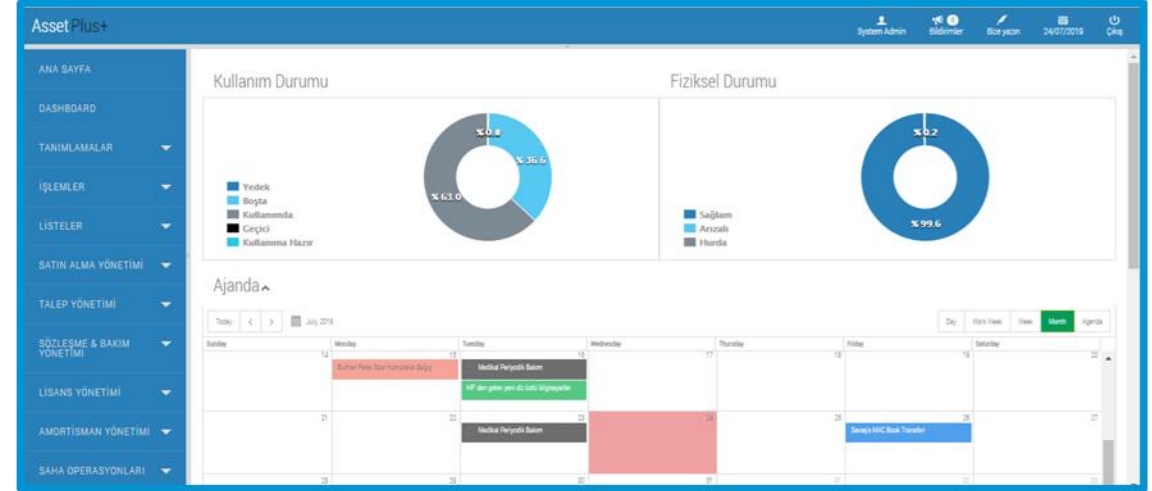 Asset Plus+
System Admin
Bildirimler
Bize yazın
24/07/2019
Çıkış
ANA SAYFA
DASHBOARD
TANIMLAMALAR
İŞLEMLER
LİSTELER
SATIN ALMA YÖNETİMİ
TALEP YÖNETİMİ
SÖZLEŞME & BAKIM
YÖNETİMİ
LİSANS YÖNETİMİ
AMORTİSMAN YÖNETİMİ
SAHA OPERASYONLARI
Kullanım Durumu
% 36.6
% 63.0
Yedek
Boşta
Kullanımda
Geçici
Kullanıma Hazır
Fiziksel Durumu
% 0.2
% 99.6
Sağlam
Arızalı
Hurda
Ajanda
Today
July, 2019
Day Work Week Week Month Agenda
Sunday Monday Tuesday Wednesday Thursday Friday Saturday
14 15 16 17 18 19 20
Medikal Periyodik Bakım
HP den gelen yeni diz üstü bilgisayarlar
21 22 23 24 25 26 27
Medikal Periyodik Bakım
MAC Book Transferi
28 29 30 31